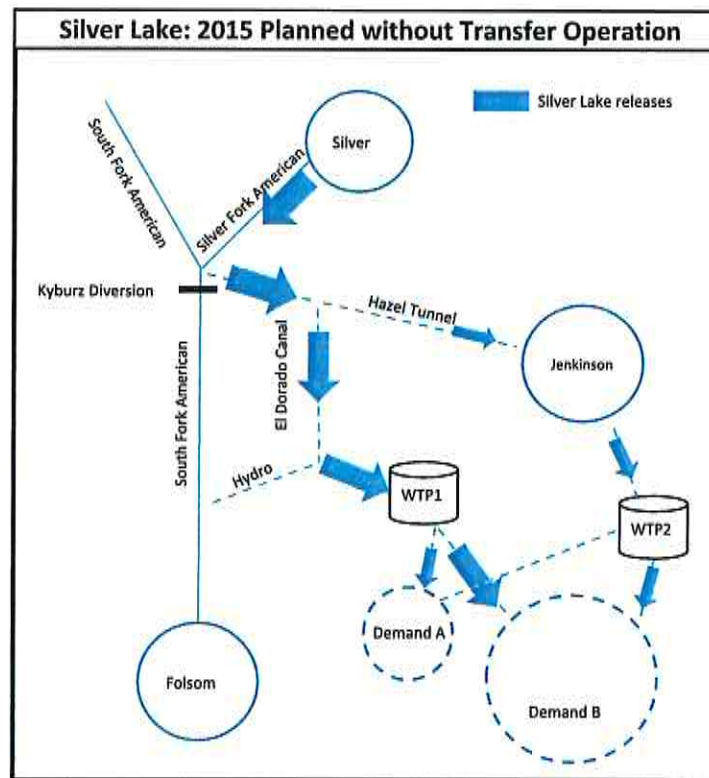 Silver Lake: 2015 Planned without Transfer Operation
Silver Lake releases
South Fork American
Silver
Silver Fork American
Kyburz Diversion
Hazel Tunnel
Jenkinson
El Dorado Canal
South Fork American
Hydro
WTP1
WTP2
Demand A
Folsom
Demand B